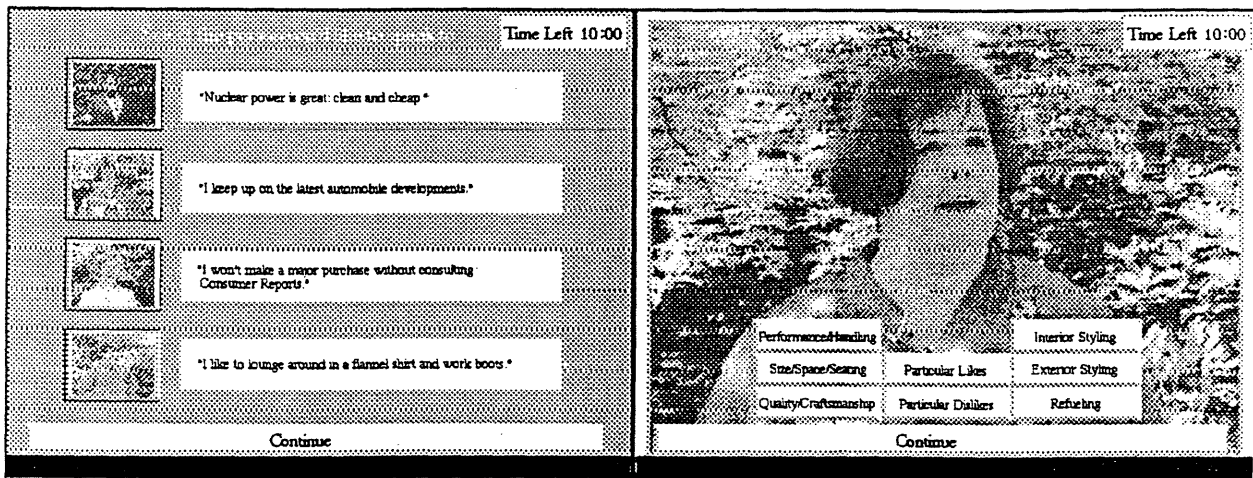 Time Left 10:00
"Nuclear power is great: clean and cheap."
"I keep up on the latest automobile developments."
"I won't make a major purchase without consulting
Consumer Reports."
"I like to lounge around in a flannel shirt and work boots."
Continue
Time Left 10:00
Performance/Handling
Interior Styling
Size/Space/Seating
Particular Likes
Exterior Styling
Quality/Craftsmanship
Particular Dislikes
Refueling
Continue